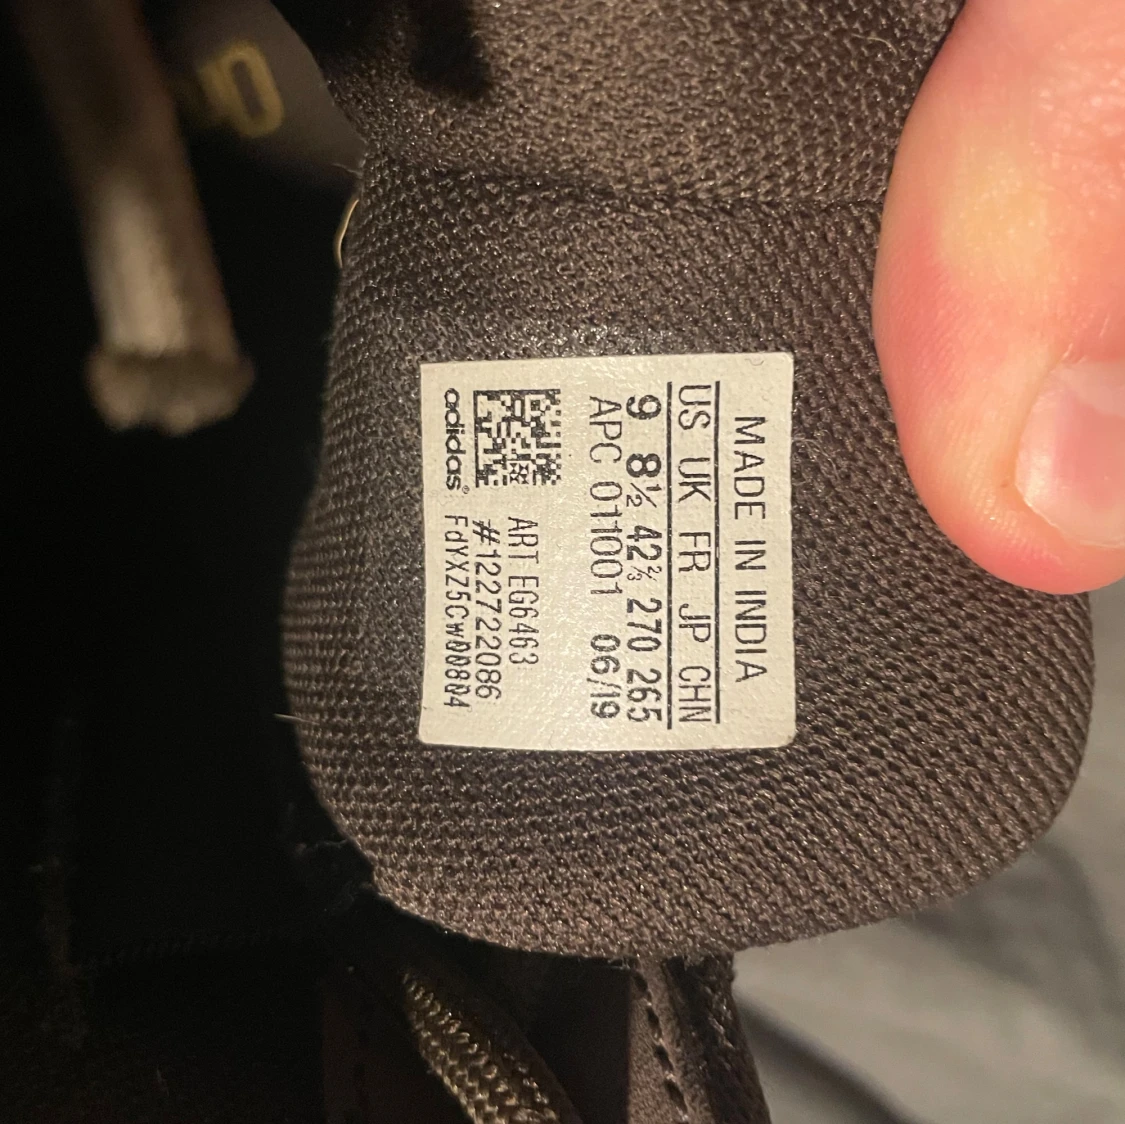 MADE IN INDIA
US UK FR JP CHN
9 8½ 42⅔ 270 265
APC 011001 06/19
ART EG6463
#122722086
adidas® FdYXZ5CW00804